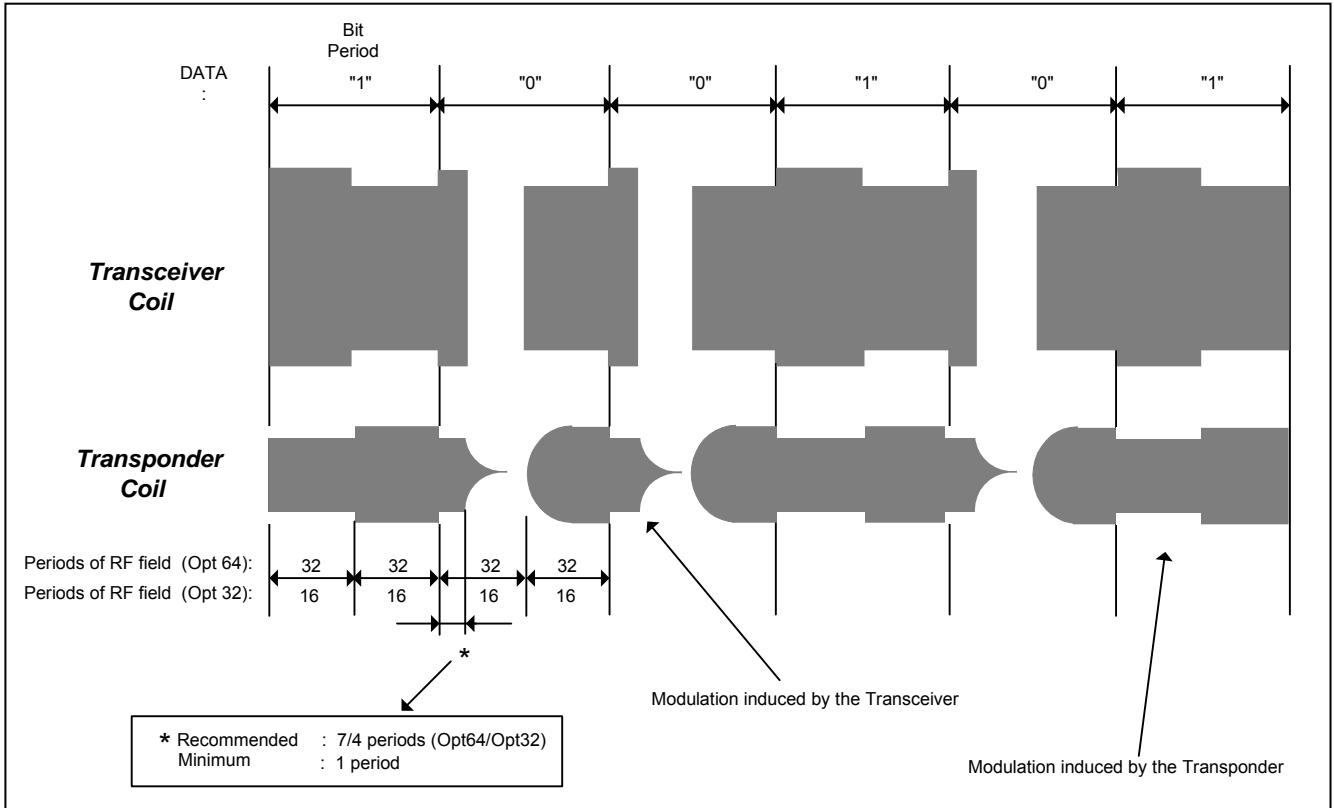 Bit
Period
DATA
:
"1" "0" "0" "1" "0" "1"
Transceiver
Coil
Transponder
Coil
Periods of RF field (Opt 64): 32 32 32 32
Periods of RF field (Opt 32): 16 16 16 16
*
Modulation induced by the Transceiver
* Recommended : 7/4 periods (Opt64/Opt32)
Minimum : 1 period
Modulation induced by the Transponder